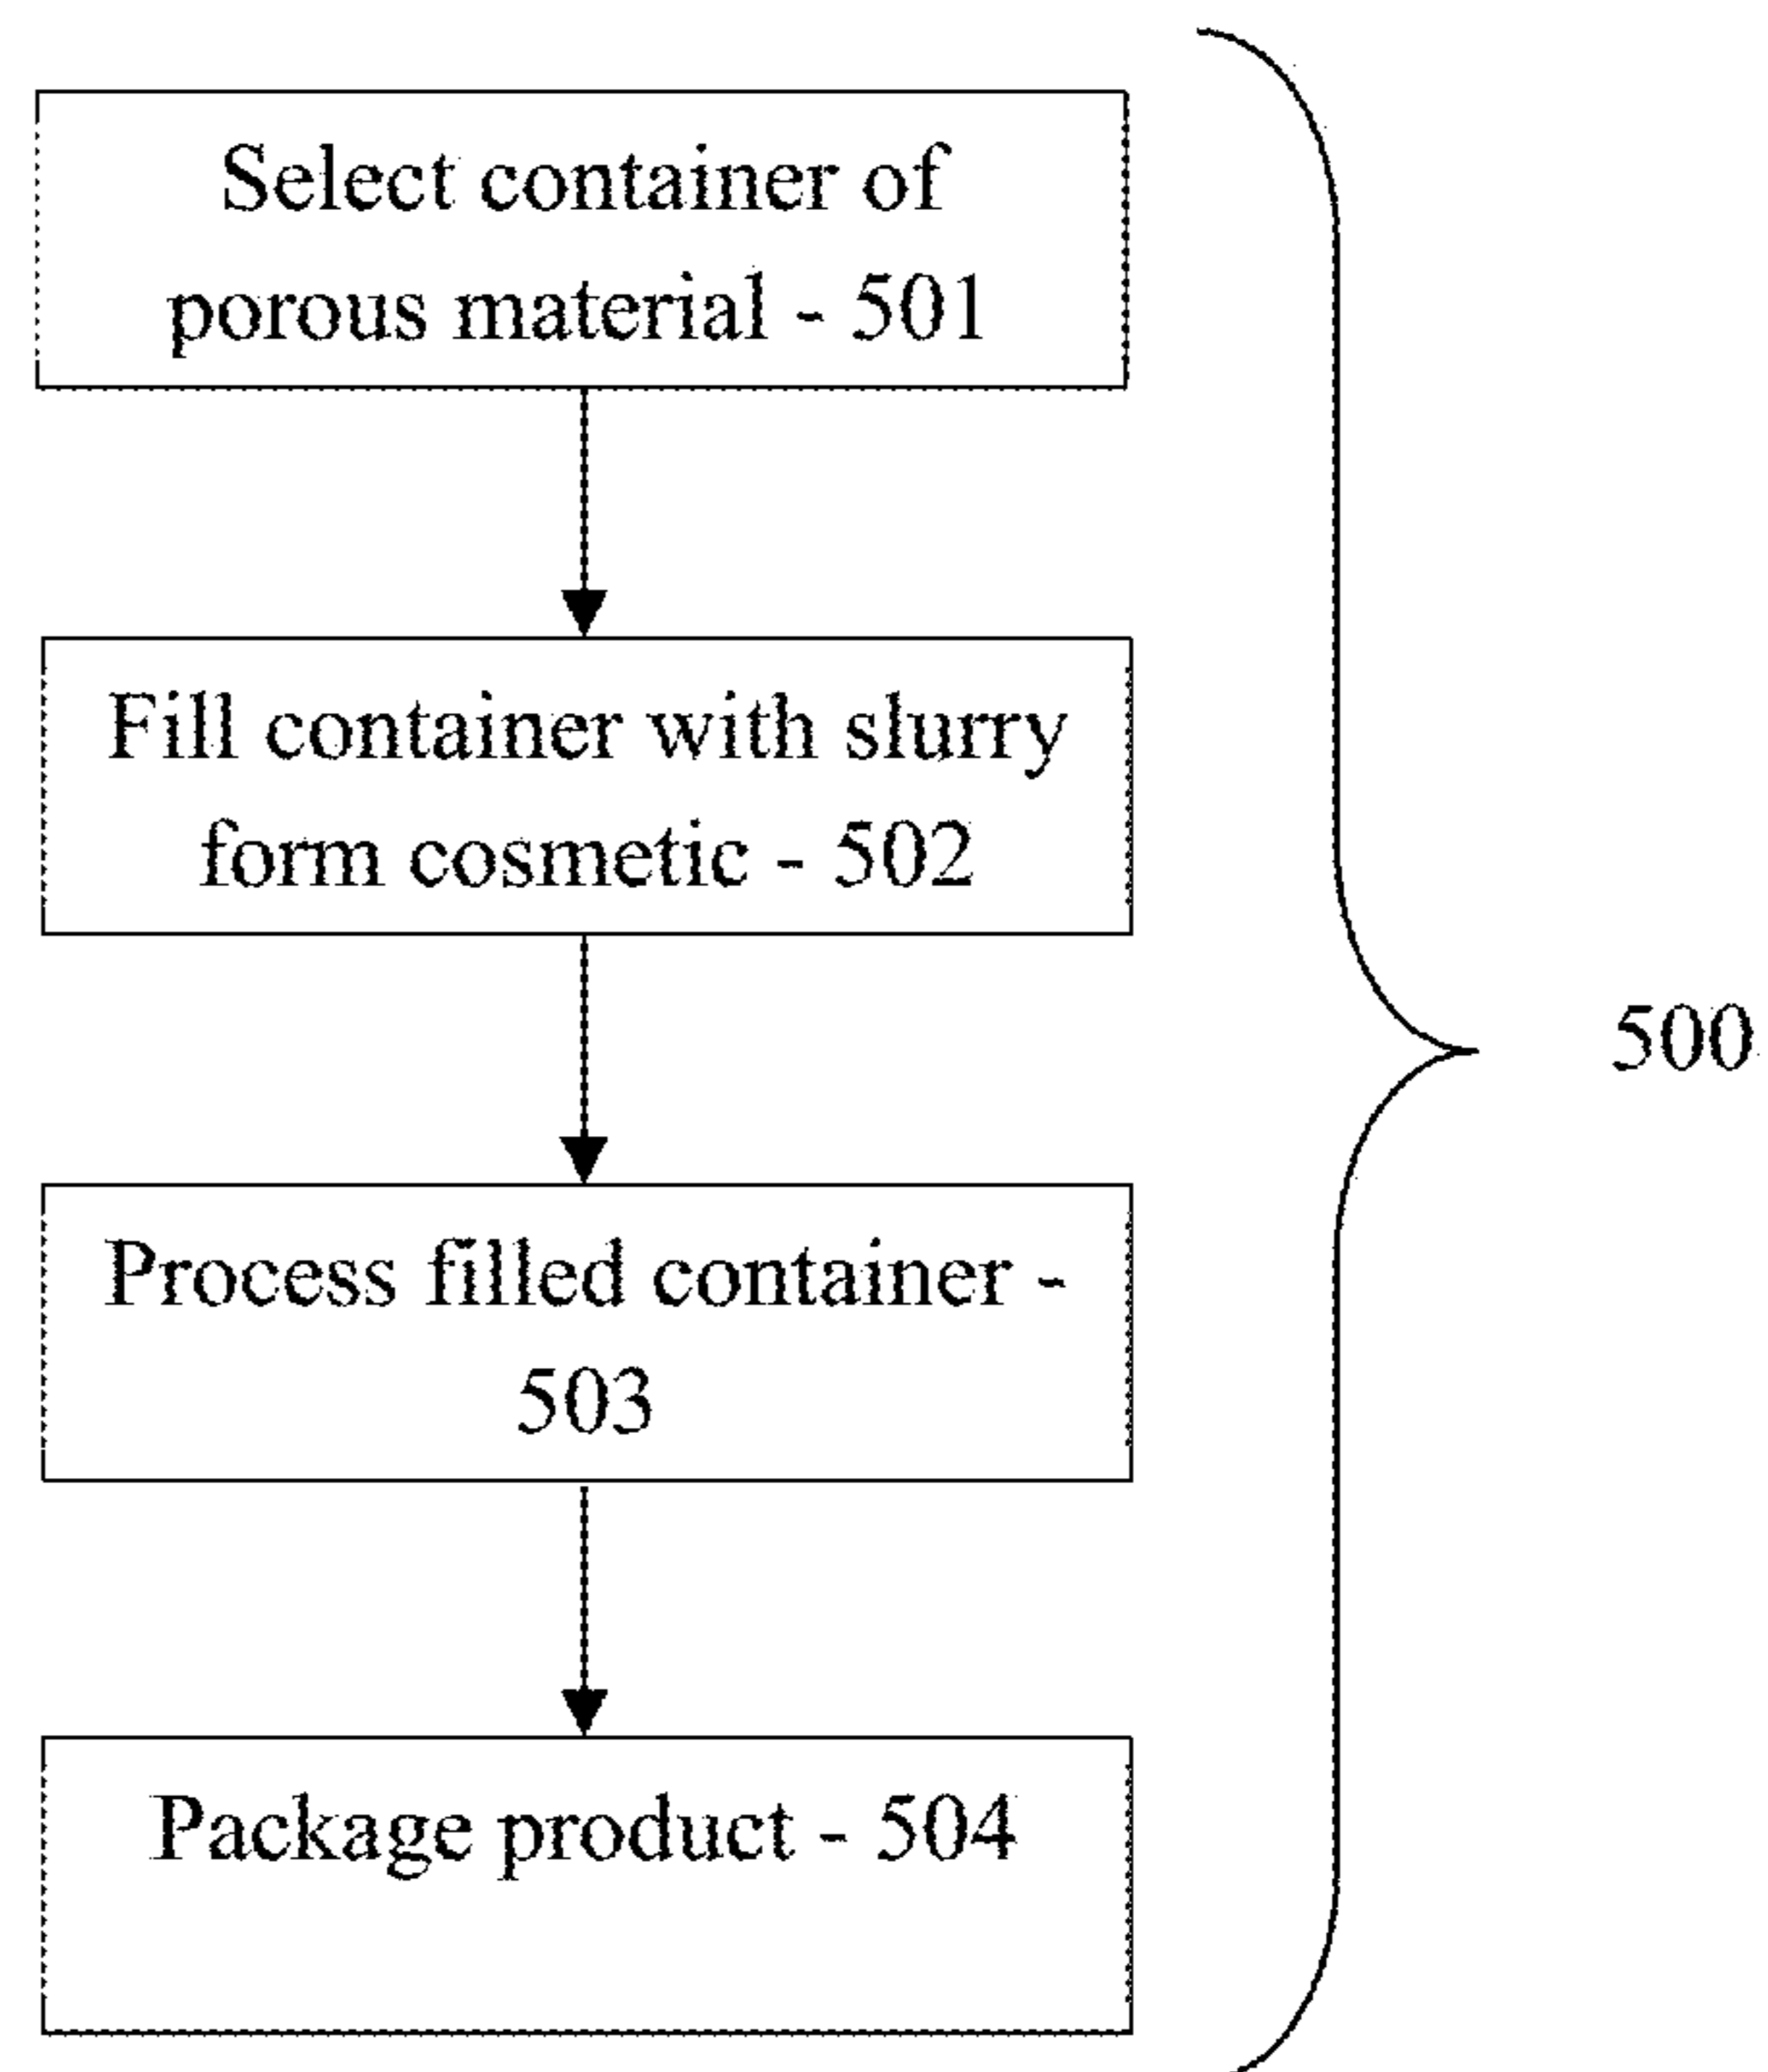 Select container of
porous material - 501
Fill container with slurry
form cosmetic - 502
500
Process filled container -
503
Package product - 504